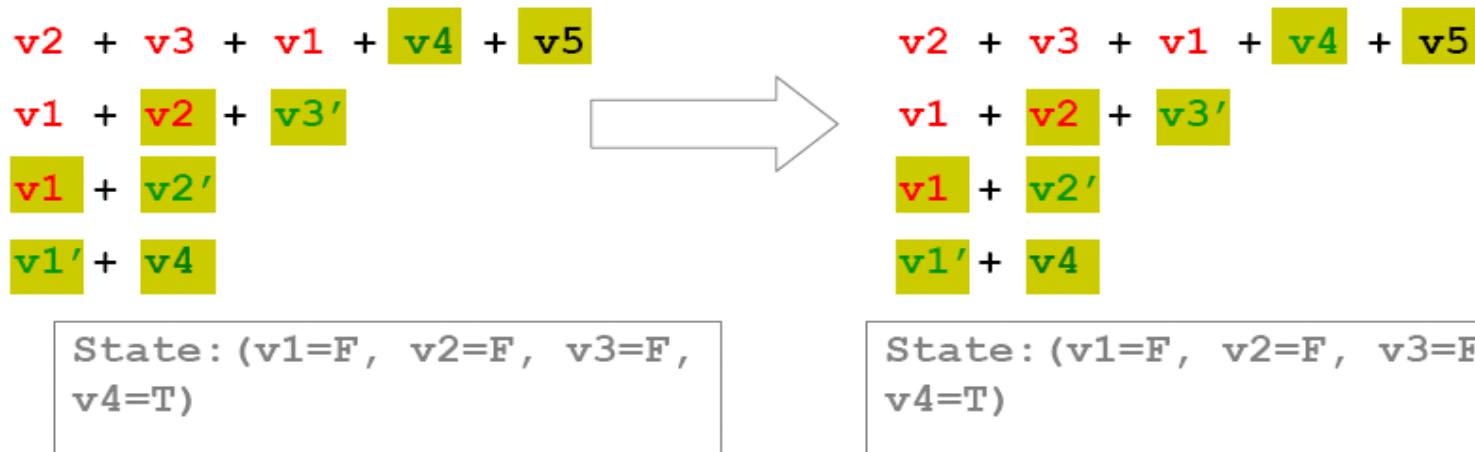 v2 + v3 + v1 + v4 + v5
v1 + v2 + v3’
v1 + v2’
v1’ + v4
State:(v1=F, v2=F, v3=F,
v4=T)
v2 + v3 + v1 + v4 + v5
v1 + v2 + v3’
v1 + v2’
v1’ + v4
State:(v1=F, v2=F, v3=F
v4=T)